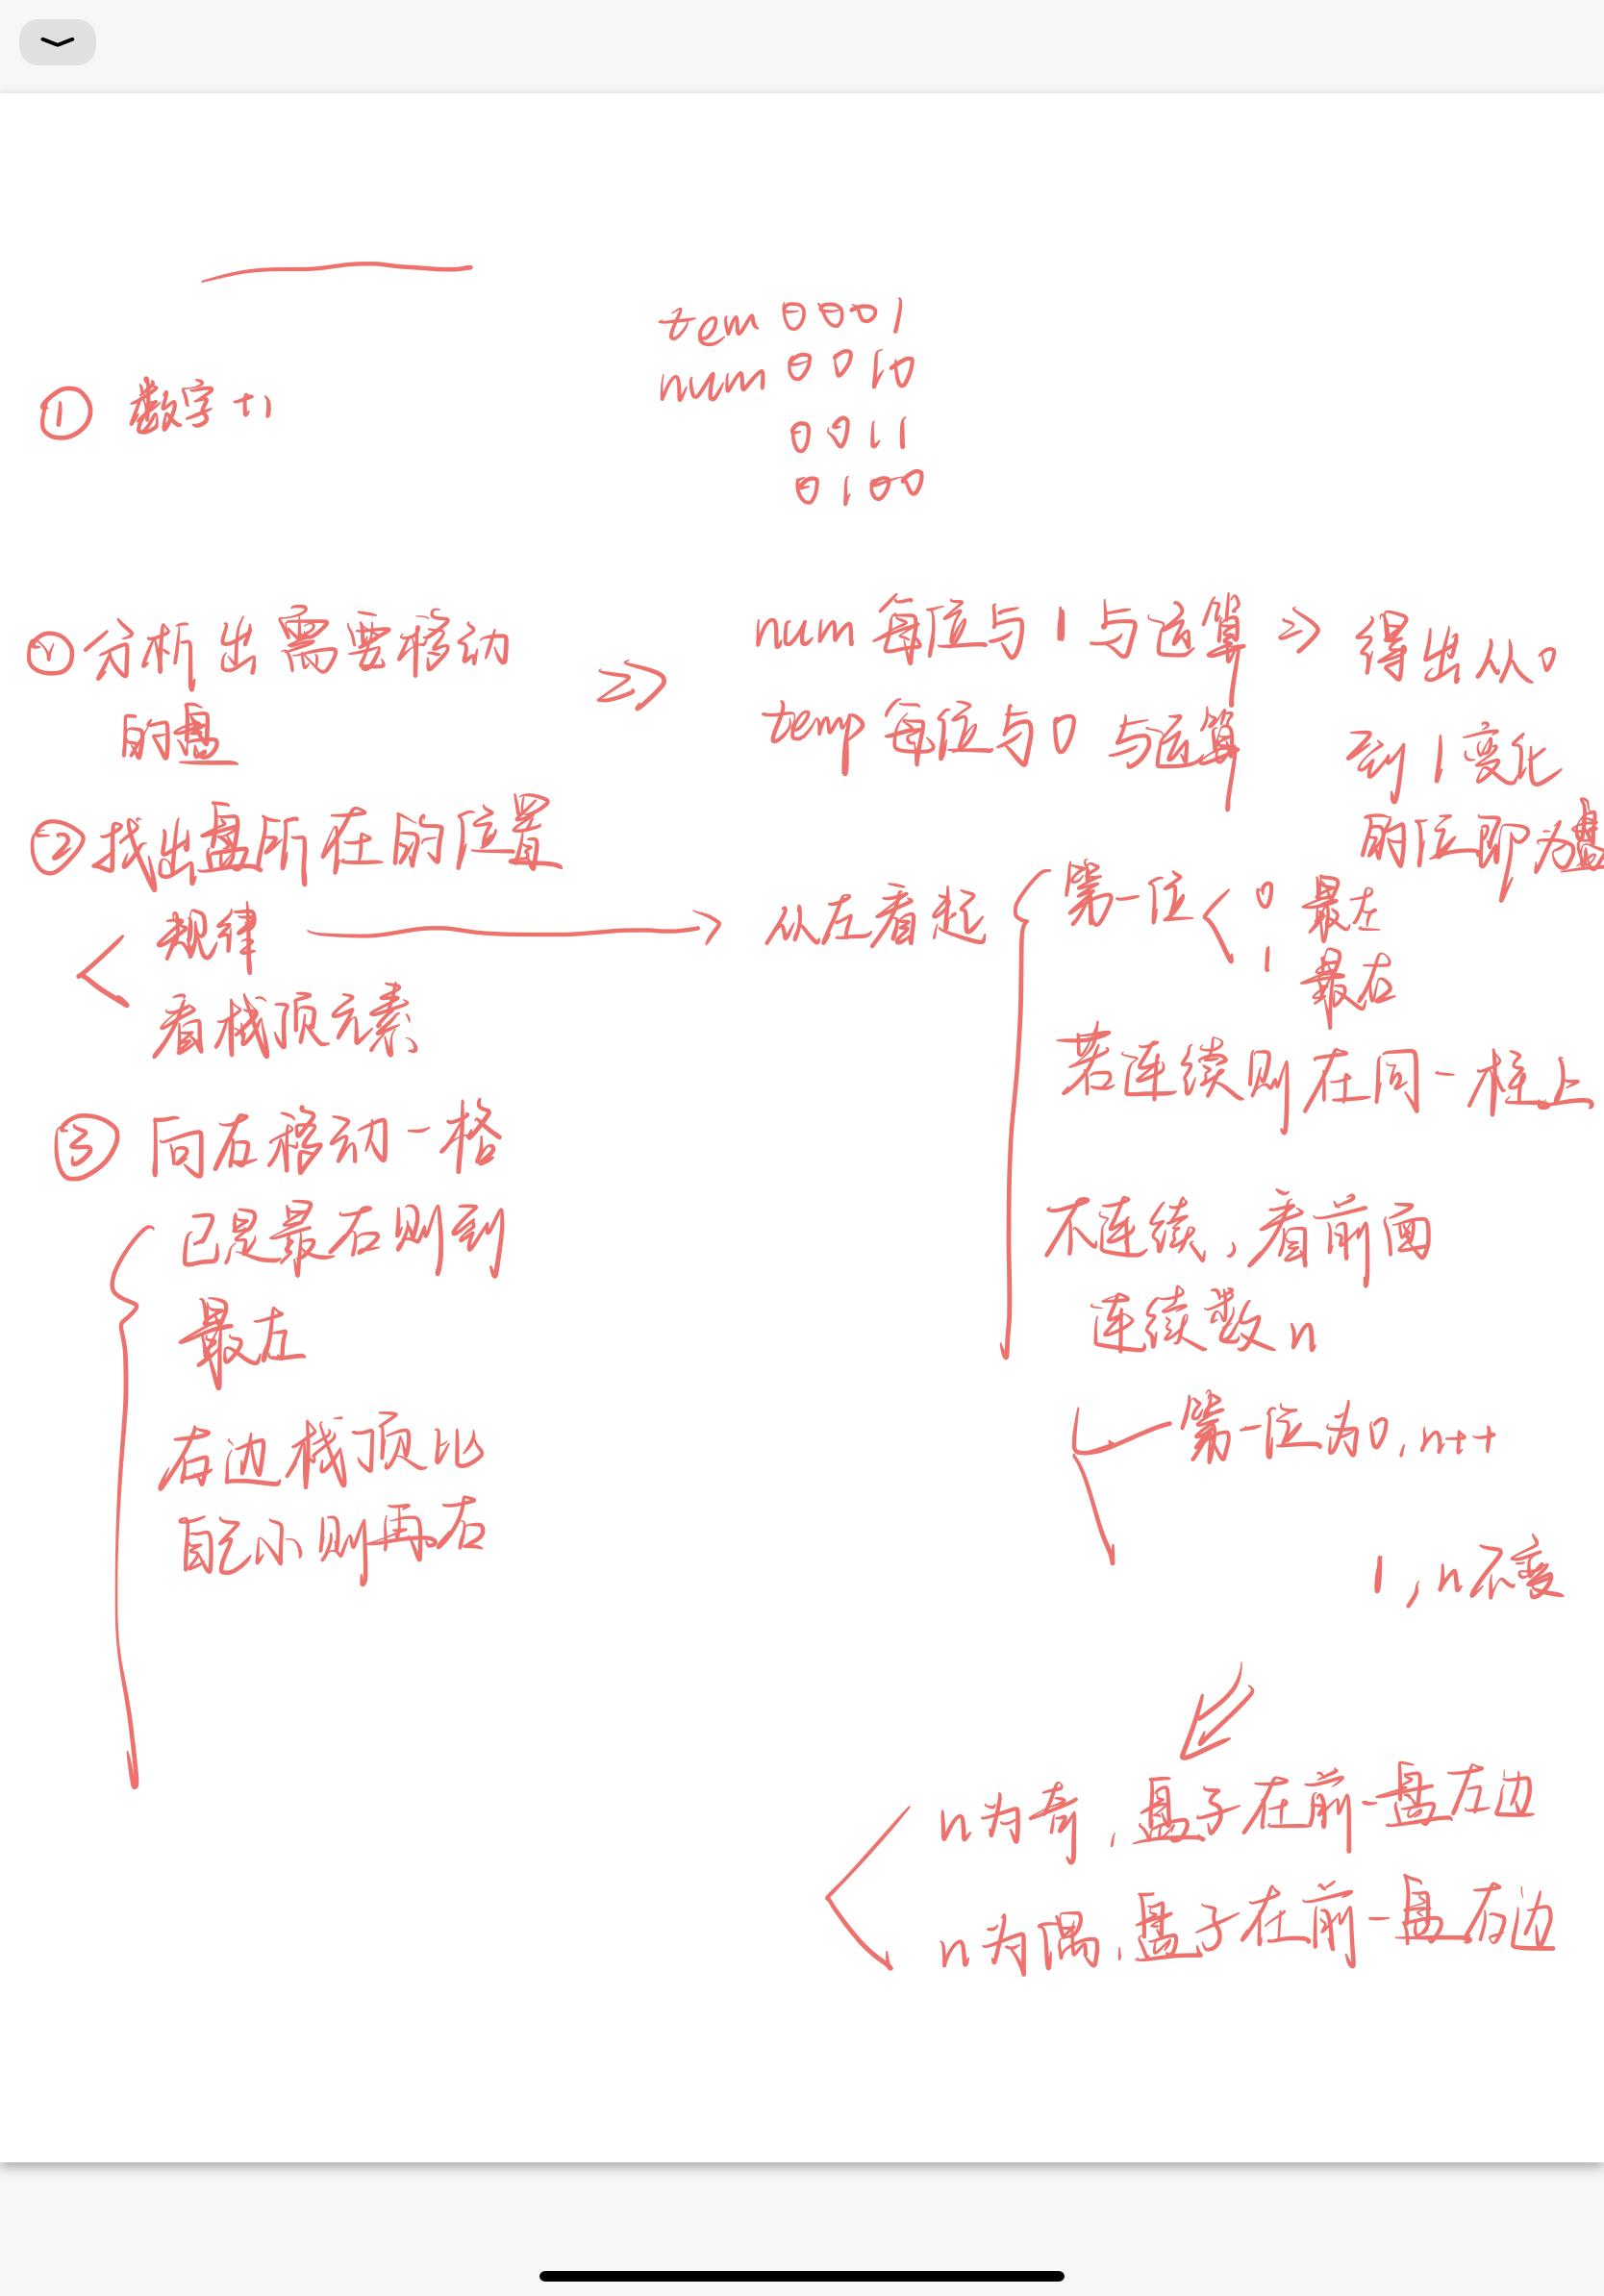 tem 0001
① 数字+1
num 0010
0011
0100
①分析出需要移动
的盘
>> num 每位与1与运算 >> 得出从0
temp 每位与0 与运算
到1变化
的位即为盘
②找出盘所在的位置
规律
看栈顶元素
从左看起
第一位 0 最左
1 最右
若连续则在同一柱上
不连续,看前面
连续数n
第一位为0,n++
1,n不变
n为奇,盘子在前一盘左边
n为偶,盘子在前一盘右边
③ 向右移动一格
已是最右则到
最左
右边栈顶比
自己小则再右